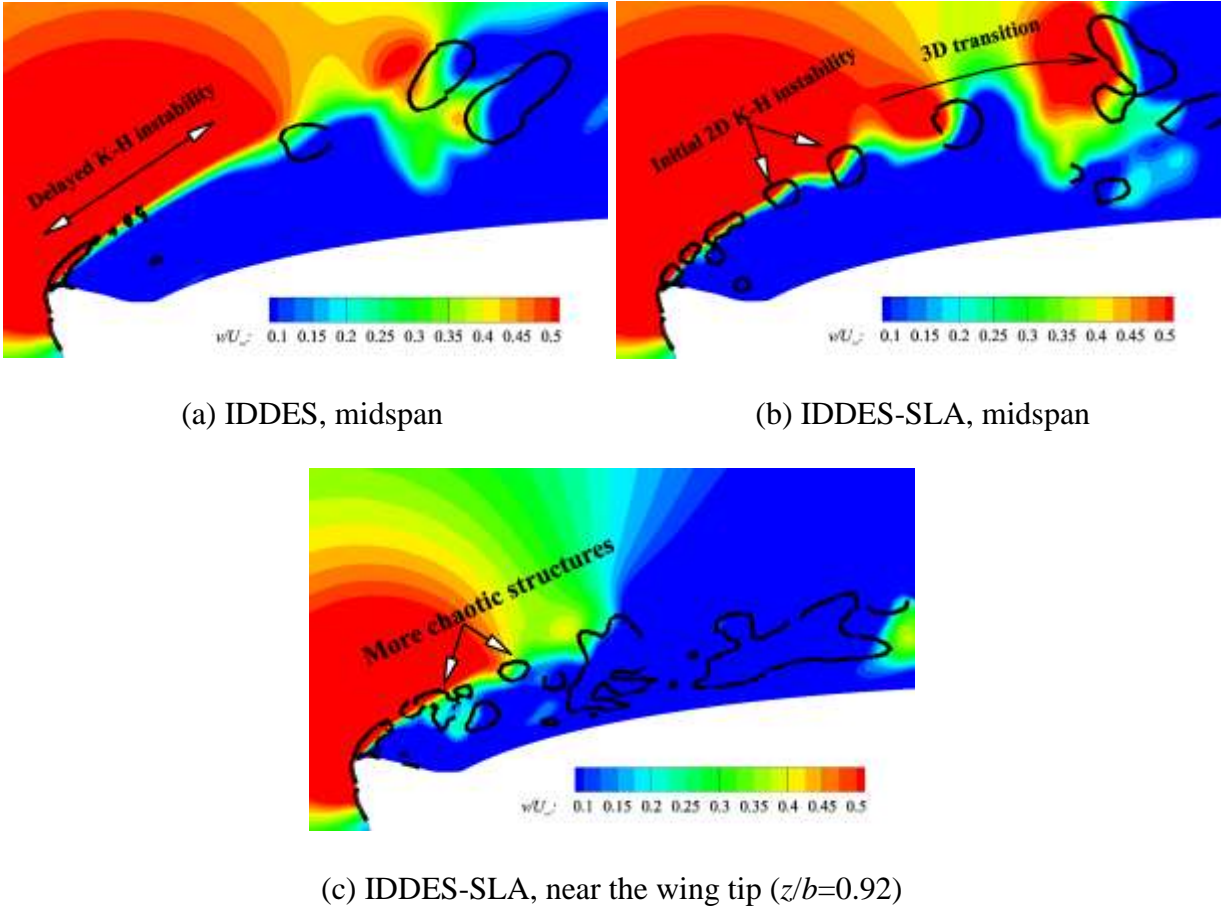 Delayed K-H instability
v/U∞: 0.1 0.15 0.2 0.25 0.3 0.35 0.4 0.45 0.5
(a) IDDES, midspan
Initial 2D K-H instability
3D transition
v/U∞: 0.1 0.15 0.2 0.25 0.3 0.35 0.4 0.45 0.5
(b) IDDES-SLA, midspan
More chaotic structures
v/U∞: 0.1 0.15 0.2 0.25 0.3 0.35 0.4 0.45 0.5
(c) IDDES-SLA, near the wing tip (z/b=0.92)